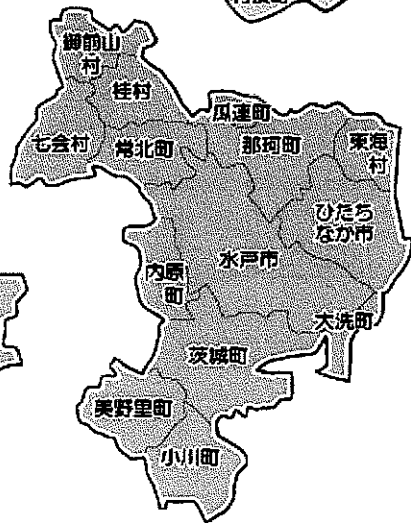 御前山
村
桂村
瓜連町
七会村
常北町
那珂町
東海
村
ひたち
なか市
内原
町
水戸市
大洗町
茨城町
美野里町
小川町